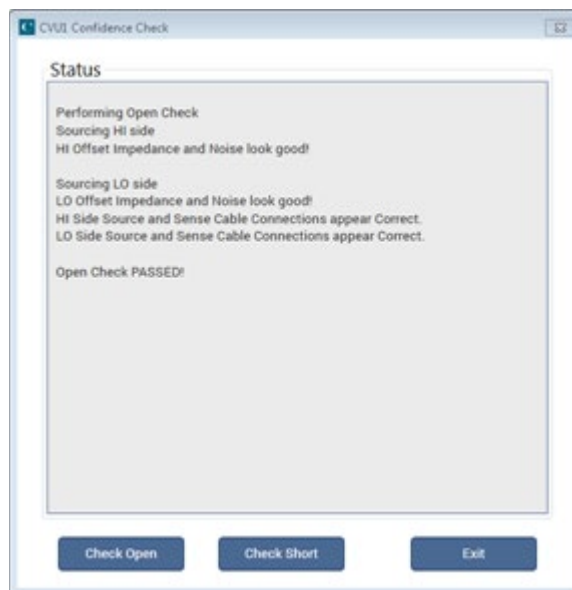 CVU1 Confidence Check
Status
Performing Open Check
Sourcing HI side
HI Offset Impedance and Noise look good!
Sourcing LO side
LO Offset Impedance and Noise look good!
HI Side Source and Sense Cable Connections appear Correct.
LO Side Source and Sense Cable Connections appear Correct.
Open Check PASSED!
Check Open
Check Short
Exit